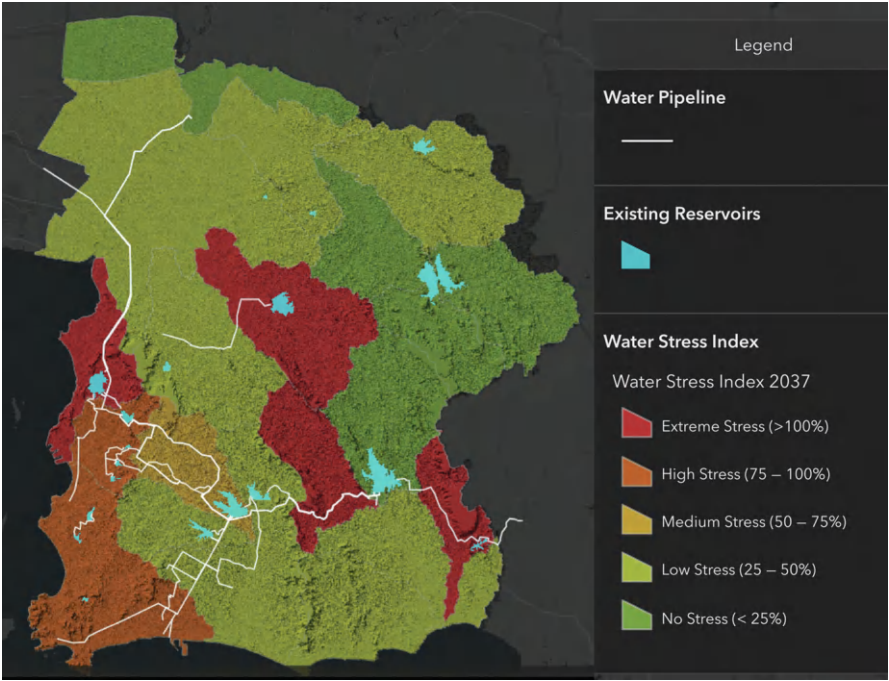 Legend
Water Pipeline
Existing Reservoirs
Water Stress Index
Water Stress Index 2037
Extreme Stress (>100%)
High Stress (75 – 100%)
Medium Stress (50 – 75%)
Low Stress (25 – 50%)
No Stress (< 25%)